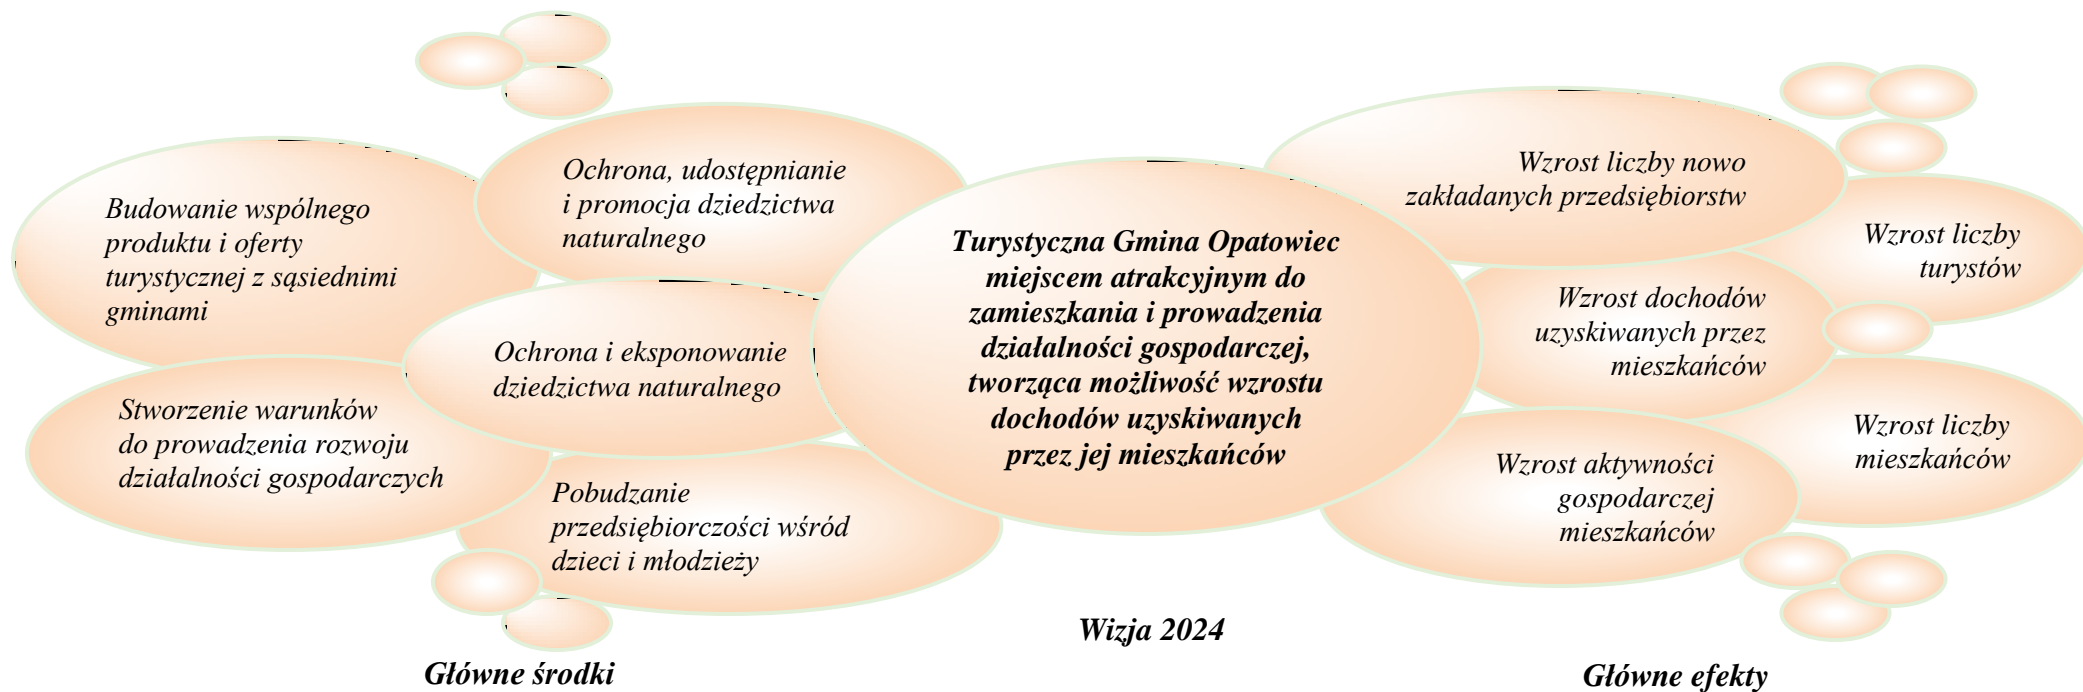 Budowanie wspólnego
produktu i oferty
turystycznej z sąsiednimi
gminami
Ochrona, udostępnianie
i promocja dziedzictwa
naturalnego
Ochrona i eksponowanie
dziedzictwa naturalnego
Stworzenie warunków
do prowadzenia rozwoju
działalności gospodarczych
Pobudzanie
przedsiębiorczości wśród
dzieci i młodzieży
Główne środki
Turystyczna Gmina Opatowiec
miejscem atrakcyjnym do
zamieszkania i prowadzenia
działalności gospodarczej,
tworząca możliwość wzrostu
dochodów uzyskiwanych
przez jej mieszkańców
Wizja 2024
Wzrost liczby nowo
zakładanych przedsiębiorstw
Wzrost liczby
turystów
Wzrost dochodów
uzyskiwanych przez
mieszkańców
Wzrost liczby
mieszkańców
Wzrost aktywności
gospodarczej
mieszkańców
Główne efekty